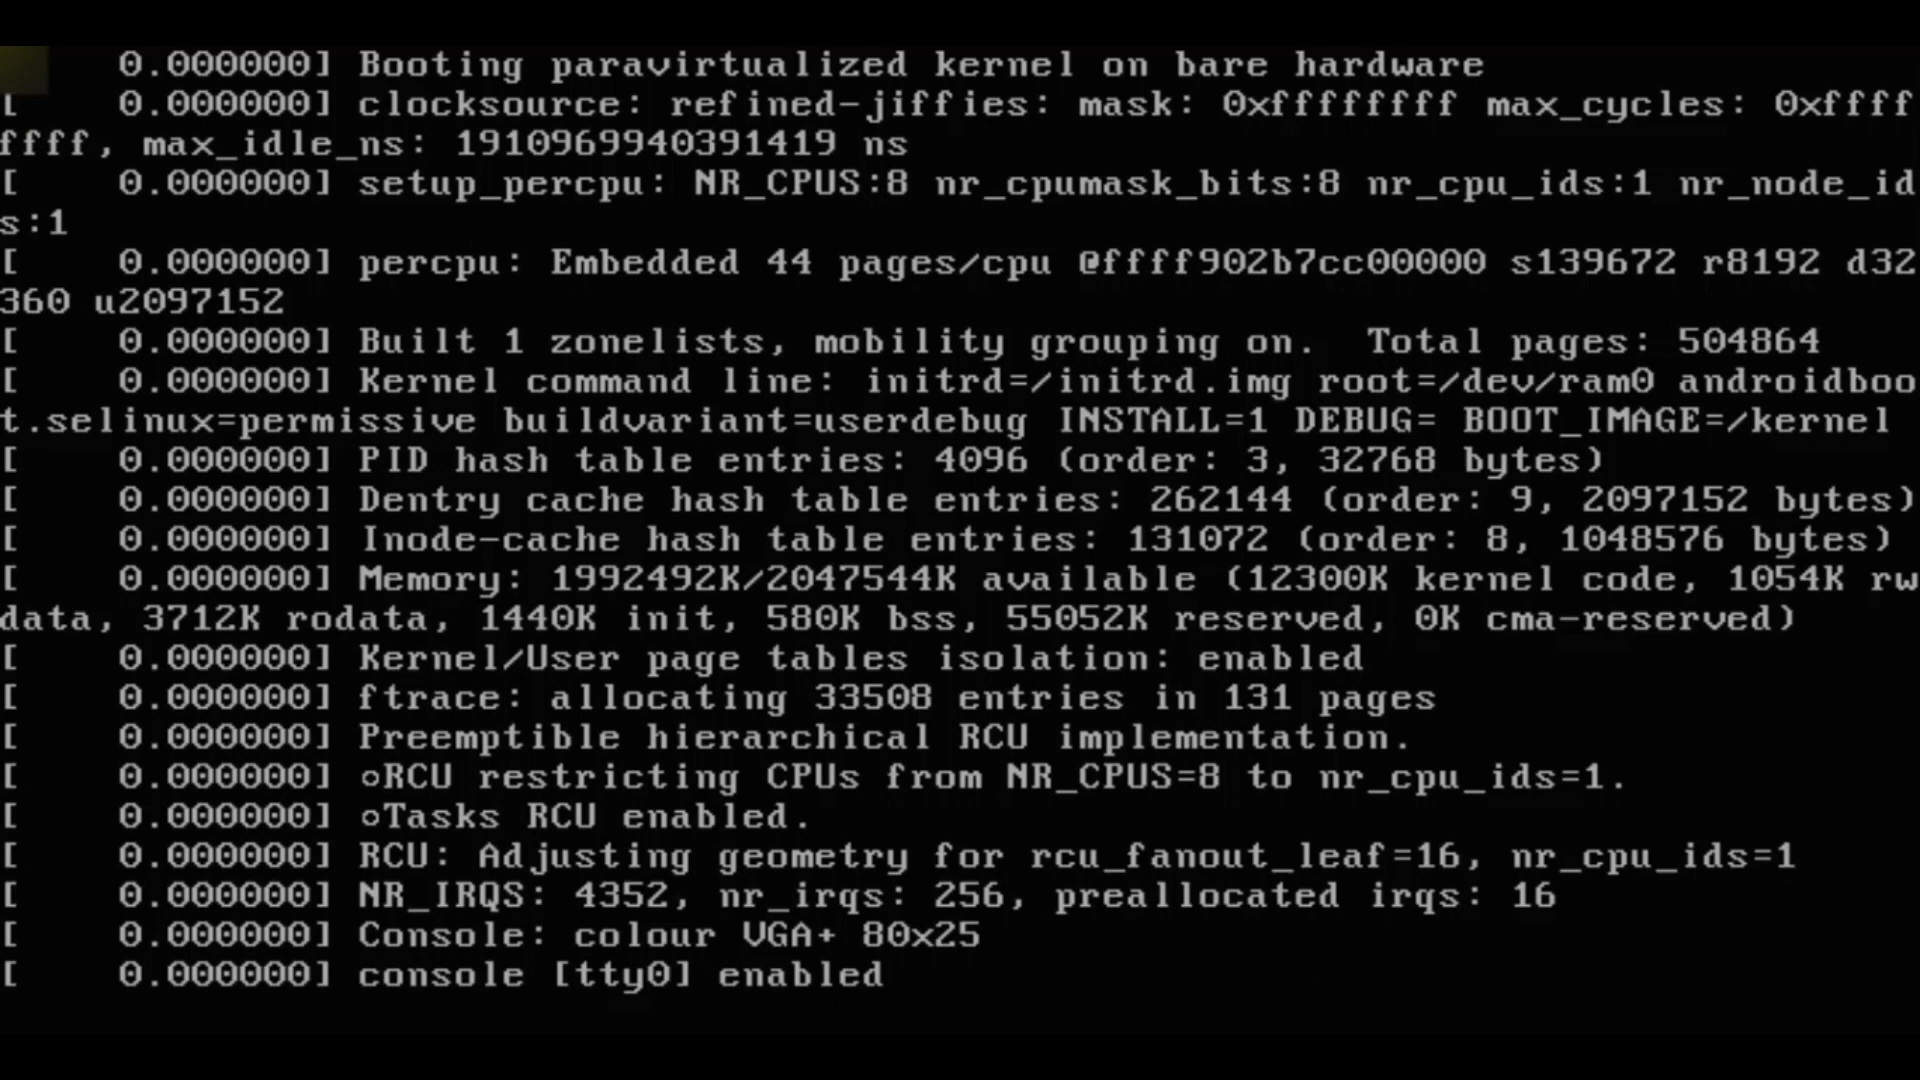 0.000000] Booting paravirtualized kernel on bare hardware
[    0.000000] clocksource: refined-jiffies: mask: 0xffffffff max_cycles: 0xffff
ffff, max_idle_ns: 1910969940391419 ns
[    0.000000] setup_percpu: NR_CPUS:8 nr_cpumask_bits:8 nr_cpu_ids:1 nr_node_id
s:1
[    0.000000] percpu: Embedded 44 pages/cpu @ffff902b7cc00000 s139672 r8192 d32
360 u2097152
[    0.000000] Built 1 zonelists, mobility grouping on.  Total pages: 504864
[    0.000000] Kernel command line: initrd=/initrd.img root=/dev/ram0 androidboo
t.selinux=permissive buildvariant=userdebug INSTALL=1 DEBUG= BOOT_IMAGE=/kernel
[    0.000000] PID hash table entries: 4096 (order: 3, 32768 bytes)
[    0.000000] Dentry cache hash table entries: 262144 (order: 9, 2097152 bytes)
[    0.000000] Inode-cache hash table entries: 131072 (order: 8, 1048576 bytes)
[    0.000000] Memory: 1992492K/2047544K available (12300K kernel code, 1054K rw
data, 3712K rodata, 1440K init, 580K bss, 55052K reserved, 0K cma-reserved)
[    0.000000] Kernel/User page tables isolation: enabled
[    0.000000] ftrace: allocating 33508 entries in 131 pages
[    0.000000] Preemptible hierarchical RCU implementation.
[    0.000000] oRCU restricting CPUs from NR_CPUS=8 to nr_cpu_ids=1.
[    0.000000] oTasks RCU enabled.
[    0.000000] RCU: Adjusting geometry for rcu_fanout_leaf=16, nr_cpu_ids=1
[    0.000000] NR_IRQS: 4352, nr_irqs: 256, preallocated irqs: 16
[    0.000000] Console: colour VGA+ 80x25
[    0.000000] console [tty0] enabled